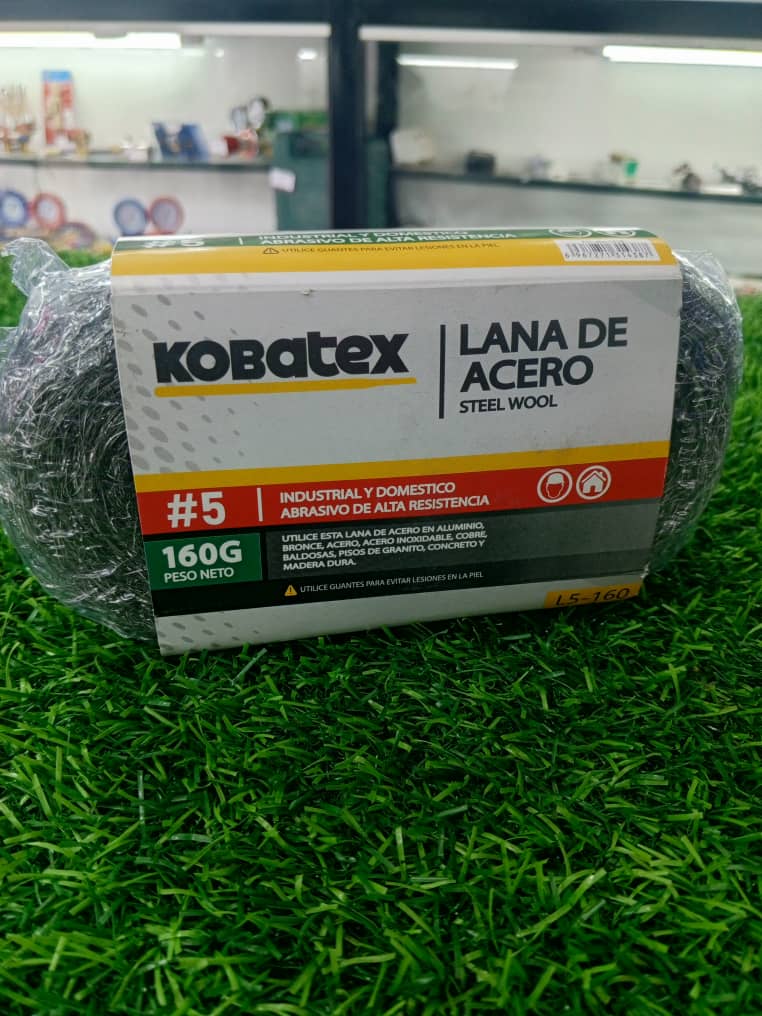 #5
INDUSTRIAL Y DOMESTICO
ABRASIVO DE ALTA RESISTENCIA
UTILICE GUANTES PARA EVITAR LESIONES EN LA PIEL
KOBatex
LANA DE
ACERO
STEEL WOOL
#5
INDUSTRIAL Y DOMESTICO
ABRASIVO DE ALTA RESISTENCIA
160G
PESO NETO
UTILICE ESTA LANA DE ACERO EN ALUMINIO,
BRONCE, ACERO, ACERO INOXIDABLE, COBRE,
BALDOSAS, PISOS DE GRANITO, CONCRETO Y
MADERA DURA.
UTILICE GUANTES PARA EVITAR LESIONES EN LA PIEL
L5-160